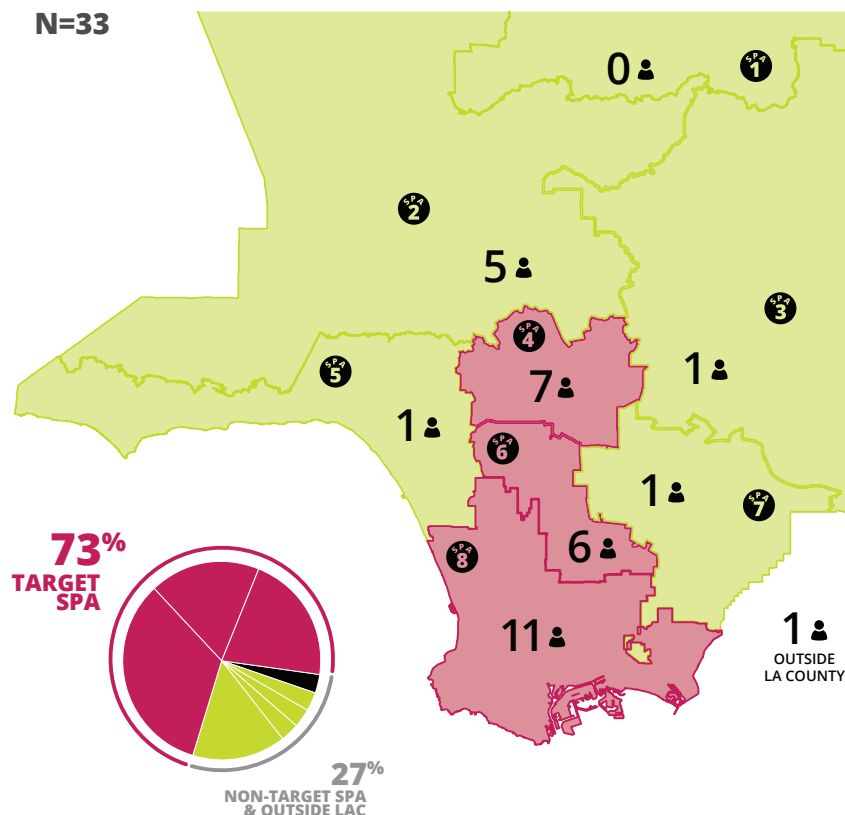 N=33
0
SPA 1
SPA 2
5
SPA 3
SPA 4
1
SPA 5
7
1
SPA 6
1
SPA 7
73%
TARGET
SPA
SPA 8
6
11
1
OUTSIDE
LA COUNTY
27%
NON-TARGET SPA
& OUTSIDE LAC